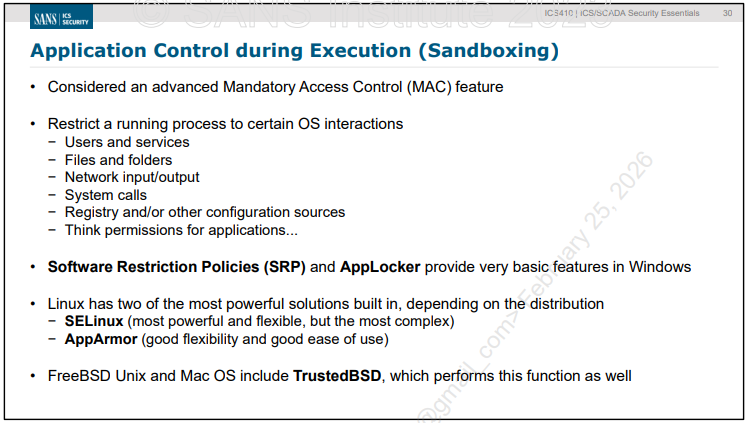 © SANS Institute 2026
SANS | ICS SECURITY
ICS410 | ICS/SCADA Security Essentials 30
Application Control during Execution (Sandboxing)
• Considered an advanced Mandatory Access Control (MAC) feature
• Restrict a running process to certain OS interactions
− Users and services
− Files and folders
− Network input/output
− System calls
− Registry and/or other configuration sources
− Think permissions for applications...
• Software Restriction Policies (SRP) and AppLocker provide very basic features in Windows
• Linux has two of the most powerful solutions built in, depending on the distribution
− SELinux (most powerful and flexible, but the most complex)
− AppArmor (good flexibility and good ease of use)
• FreeBSD Unix and Mac OS include TrustedBSD, which performs this function as well
@gmail_com> February 25, 2026